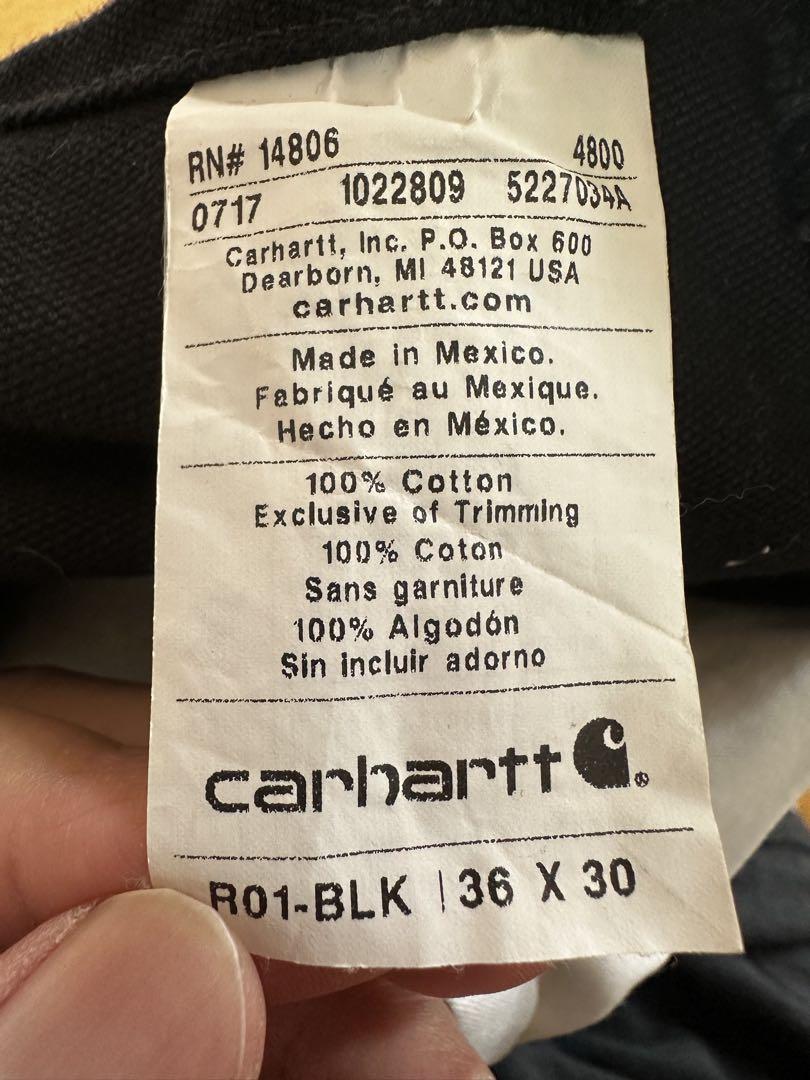 RN# 14806 4800
0717 1022809 5227034A
Carhartt, Inc. P.O. Box 600
Dearborn, MI 48121 USA
carhartt.com
Made in Mexico.
Fabriqué au Mexique.
Hecho en México.
100% Cotton
Exclusive of Trimming
100% Coton
Sans garniture
100% Algodón
Sin incluir adorno
carhartt ®
R01-BLK | 36 X 30